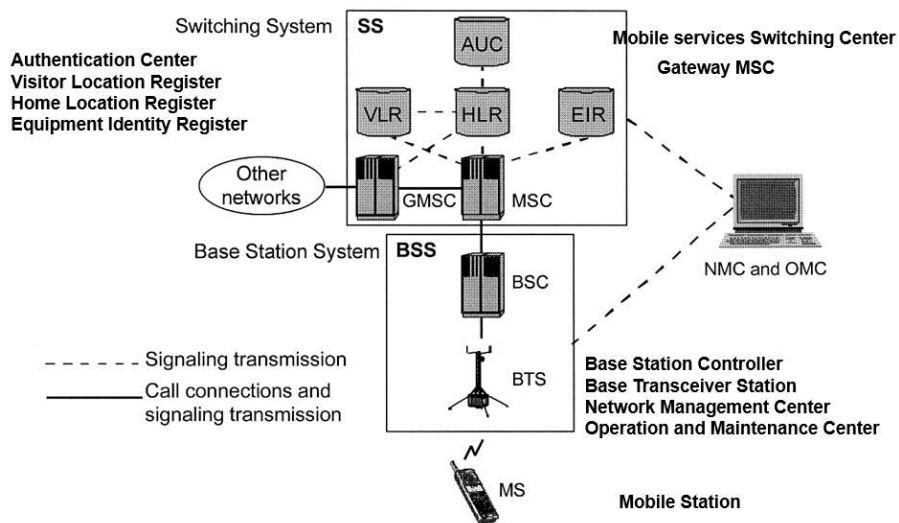 Switching System
SS
AUC
Mobile services Switching Center
Gateway MSC
Authentication Center
Visitor Location Register
Home Location Register
Equipment Identity Register
VLR
HLR
EIR
Other
networks
GMSC
MSC
Base Station System
BSS
BSC
NMC and OMC
Signaling transmission
Call connections and
signaling transmission
BTS
Base Station Controller
Base Transceiver Station
Network Management Center
Operation and Maintenance Center
MS
Mobile Station